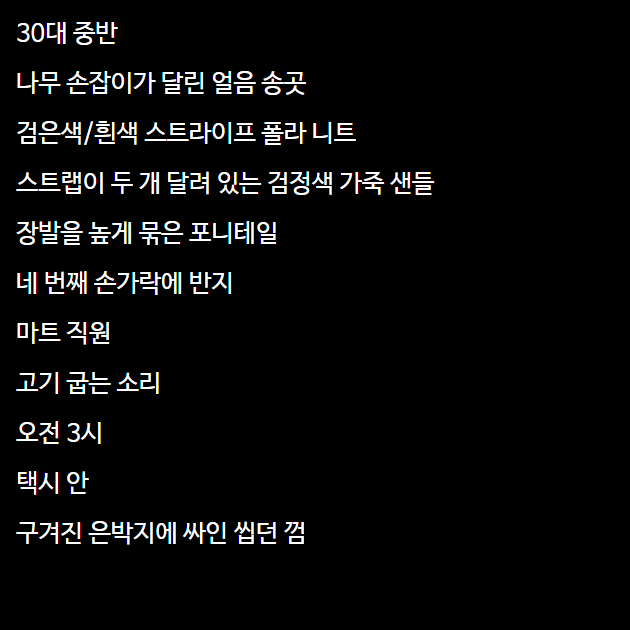 30대 중반
나무 손잡이가 달린 얼음 송곳
검은색/흰색 스트라이프 폴라 니트
스트랩이 두 개 달려 있는 검정색 가죽 샌들
장발을 높게 묶은 포니테일
네 번째 손가락에 반지
마트 직원
고기 굽는 소리
오전 3시
택시 안
구겨진 은박지에 싸인 씹던 껌